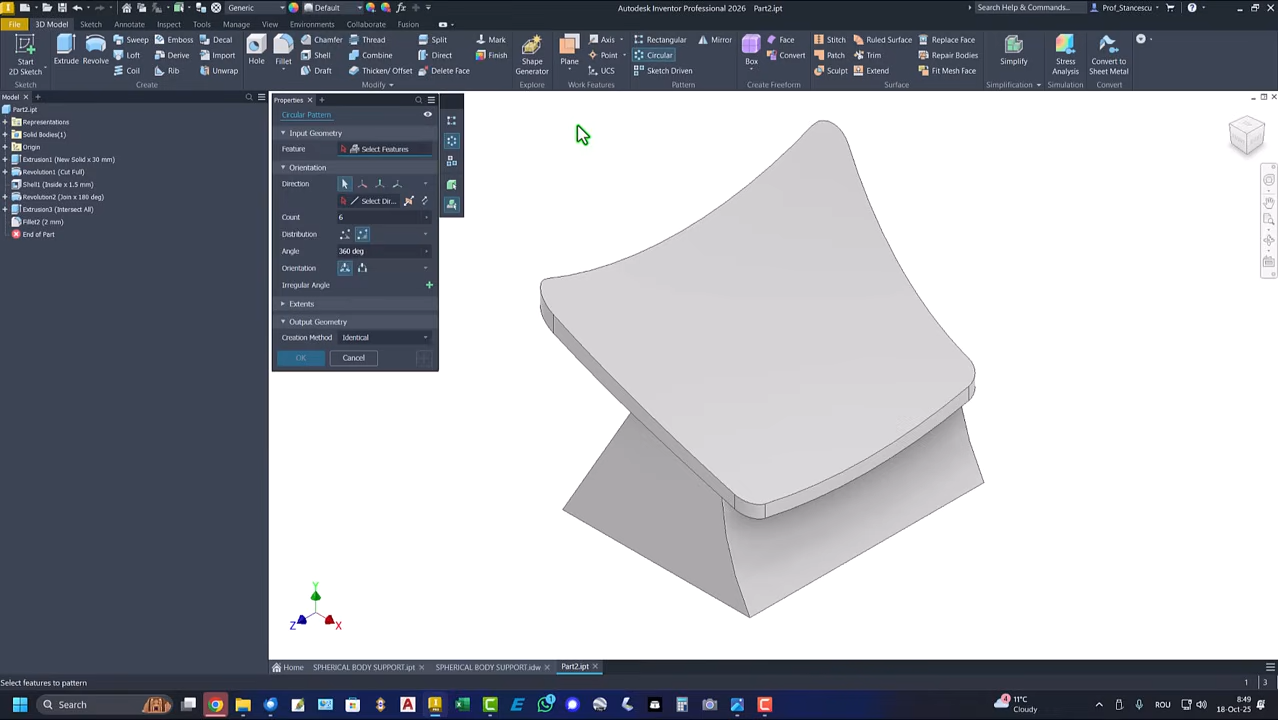 Generic
Default
Autodesk Inventor Professional 2026 Part2.ipt
Search Help & Commands...
Prof_Stancescu
File 3D Model Sketch Annotate Inspect Tools Manage View Environments Collaborate Fusion
Start 2D Sketch
Extrude
Revolve
Sweep
Loft
Coil
Emboss
Derive
Rib
Decal
Import
Unwrap
Hole
Fillet
Chamfer
Shell
Draft
Thread
Combine
Thicken/ Offset
Split
Direct
Delete Face
Mark
Finish
Shape Generator
Plane
Axis
Point
UCS
Rectangular
Circular
Sketch Driven
Mirror
Box
Face
Convert
Stitch
Patch
Sculpt
Ruled Surface
Trim
Extend
Replace Face
Repair Bodies
Fit Mesh Face
Simplify
Stress Analysis
Convert to Sheet Metal
Sketch Create Modify Explore Work Features Pattern Create Freeform Surface Simplification Simulation Convert
Model
Part2.ipt
Representations
Solid Bodies(1)
Origin
Extrusion1 (New Solid x 30 mm)
Revolution1 (Cut Full)
Shell1 (Inside x 1.5 mm)
Revolution2 (Join x 180 deg)
Extrusion3 (Intersect All)
Fillet2 (2 mm)
End of Part
Properties
Circular Pattern
Input Geometry
Feature Select Features
Orientation
Direction
Select Dir...
Count 6
Distribution
Angle 360 deg
Orientation
Irregular Angle
Extents
Output Geometry
Creation Method Identical
OK Cancel
Y
Z
X
Home SPHERICAL BODY SUPPORT.ipt SPHERICAL BODY SUPPORT.idw Part2.ipt
Select features to pattern
1 3
Search
4
11°C
Cloudy
ROU
8:49
18-Oct-25